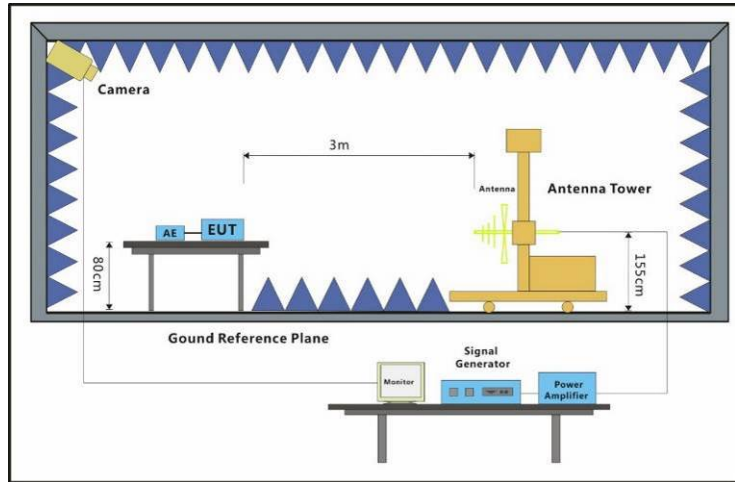 Camera
3m
Antenna
Antenna Tower
AE
EUT
80cm
155cm
Gound Reference Plane
Signal
Generator
Monitor
Power
Amplifier